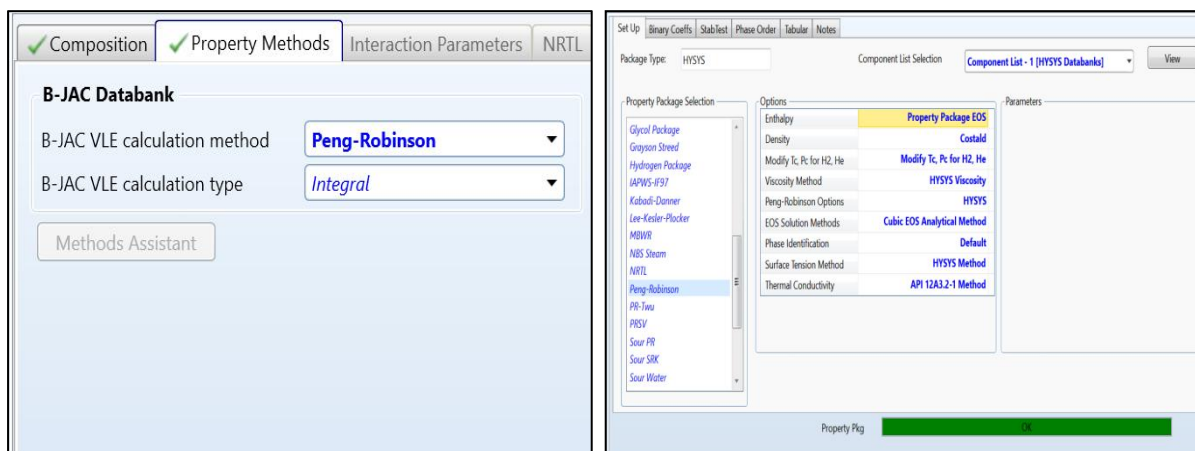 Composition
Property Methods
Interaction Parameters
NRTL
B-JAC Databank
B-JAC VLE calculation method Peng-Robinson
B-JAC VLE calculation type Integral
Methods Assistant
Set Up Binary Coeffs StabTest Phase Order Tabular Notes
Package Type: HYSYS Component List Selection Component List - 1 [HYSYS Databanks] View
Property Package Selection
Glycol Package
Grayson Streed
Hydrogen Package
IAPWS-IF97
Kabadi-Danner
Lee-Kesler-Plocker
MBWR
NBS Steam
NRTL
Peng-Robinson
PR-Twu
PRSV
Sour PR
Sour SRK
Sour Water
Options
Enthalpy Property Package EOS
Density Costald
Modify Tc, Pc for H2, He Modify Tc, Pc for H2, He
Viscosity Method HYSYS Viscosity
Peng-Robinson Options HYSYS
EOS Solution Methods Cubic EOS Analytical Method
Phase Identification Default
Surface Tension Method HYSYS Method
Thermal Conductivity API 12A3.2-1 Method
Parameters
Property Pkg OK